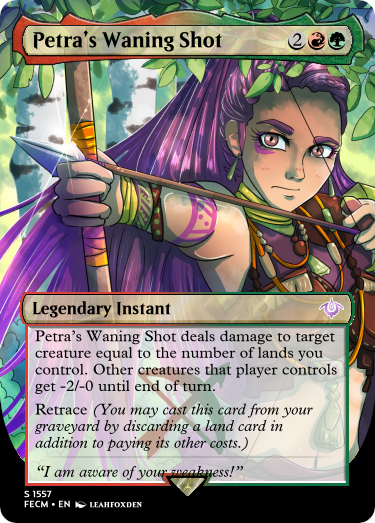 Petra's Waning Shot 2
Legendary Instant
Petra's Waning Shot deals damage to target
creature equal to the number of lands you
control. Other creatures that player controls
get -2/-0 until end of turn.
Retrace (You may cast this card from your
graveyard by discarding a land card in
addition to paying its other costs.)
“I am aware of your weakness!”
S 1557
FECM • EN LEAHFOXDEN